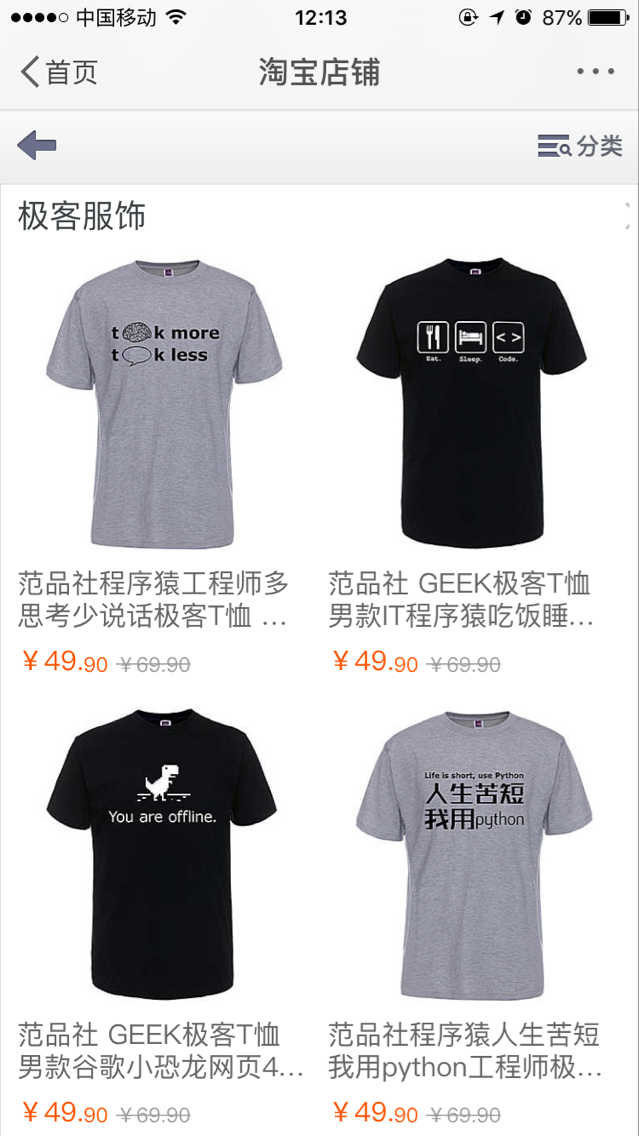 中国移动 12:13 87%
首页 淘宝店铺
分类
极客服饰
t k more
t k less
Eat. Sleep. Code.
范品社程序猿工程师多
思考少说话极客T恤 ...
￥49.90 ￥69.90
范品社 GEEK极客T恤
男款IT程序猿吃饭睡...
￥49.90 ￥69.90
You are offline.
Life is short, use Python
人生苦短
我用python
范品社 GEEK极客T恤
男款谷歌小恐龙网页4...
￥49.90 ￥69.90
范品社程序猿人生苦短
我用python工程师极...
￥49.90 ￥69.90